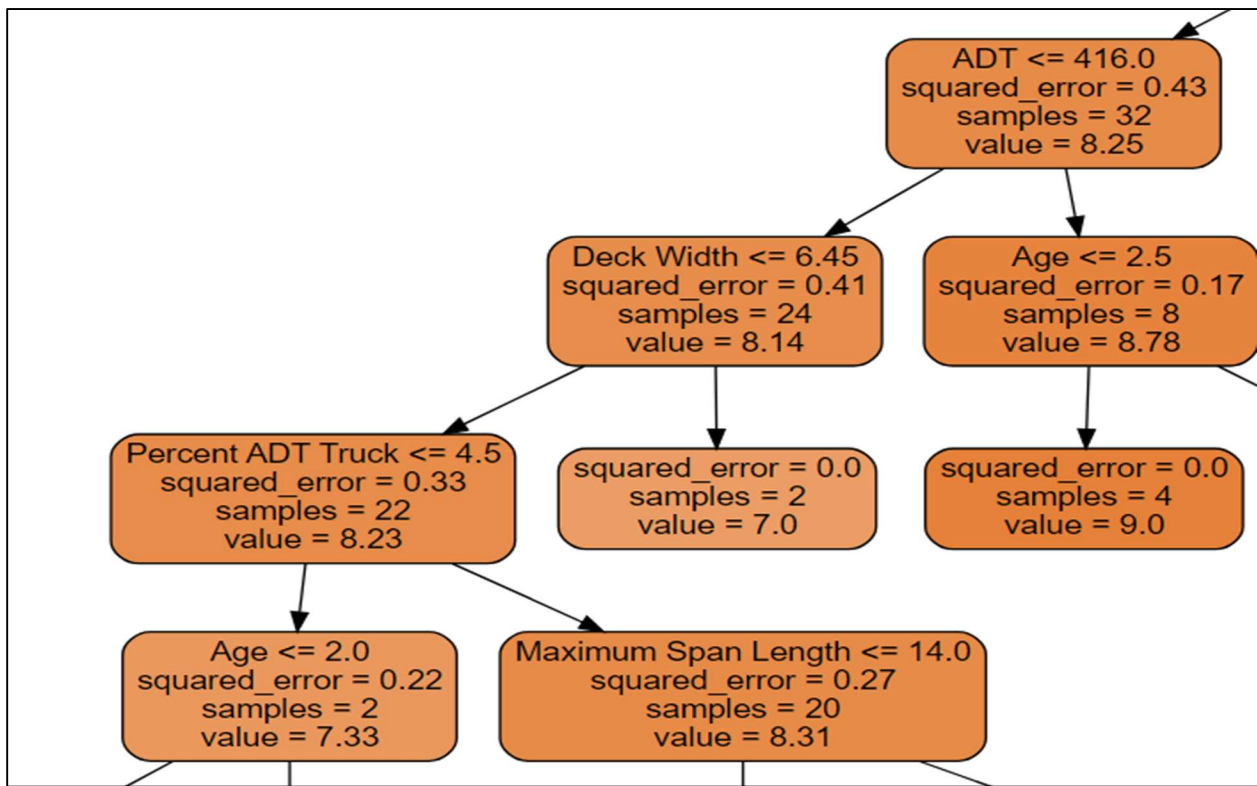 ADT <= 416.0
squared_error = 0.43
samples = 32
value = 8.25
Deck Width <= 6.45
squared_error = 0.41
samples = 24
value = 8.14
Age <= 2.5
squared_error = 0.17
samples = 8
value = 8.78
Percent ADT Truck <= 4.5
squared_error = 0.33
samples = 22
value = 8.23
squared_error = 0.0
samples = 2
value = 7.0
squared_error = 0.0
samples = 4
value = 9.0
Age <= 2.0
squared_error = 0.22
samples = 2
value = 7.33
Maximum Span Length <= 14.0
squared_error = 0.27
samples = 20
value = 8.31